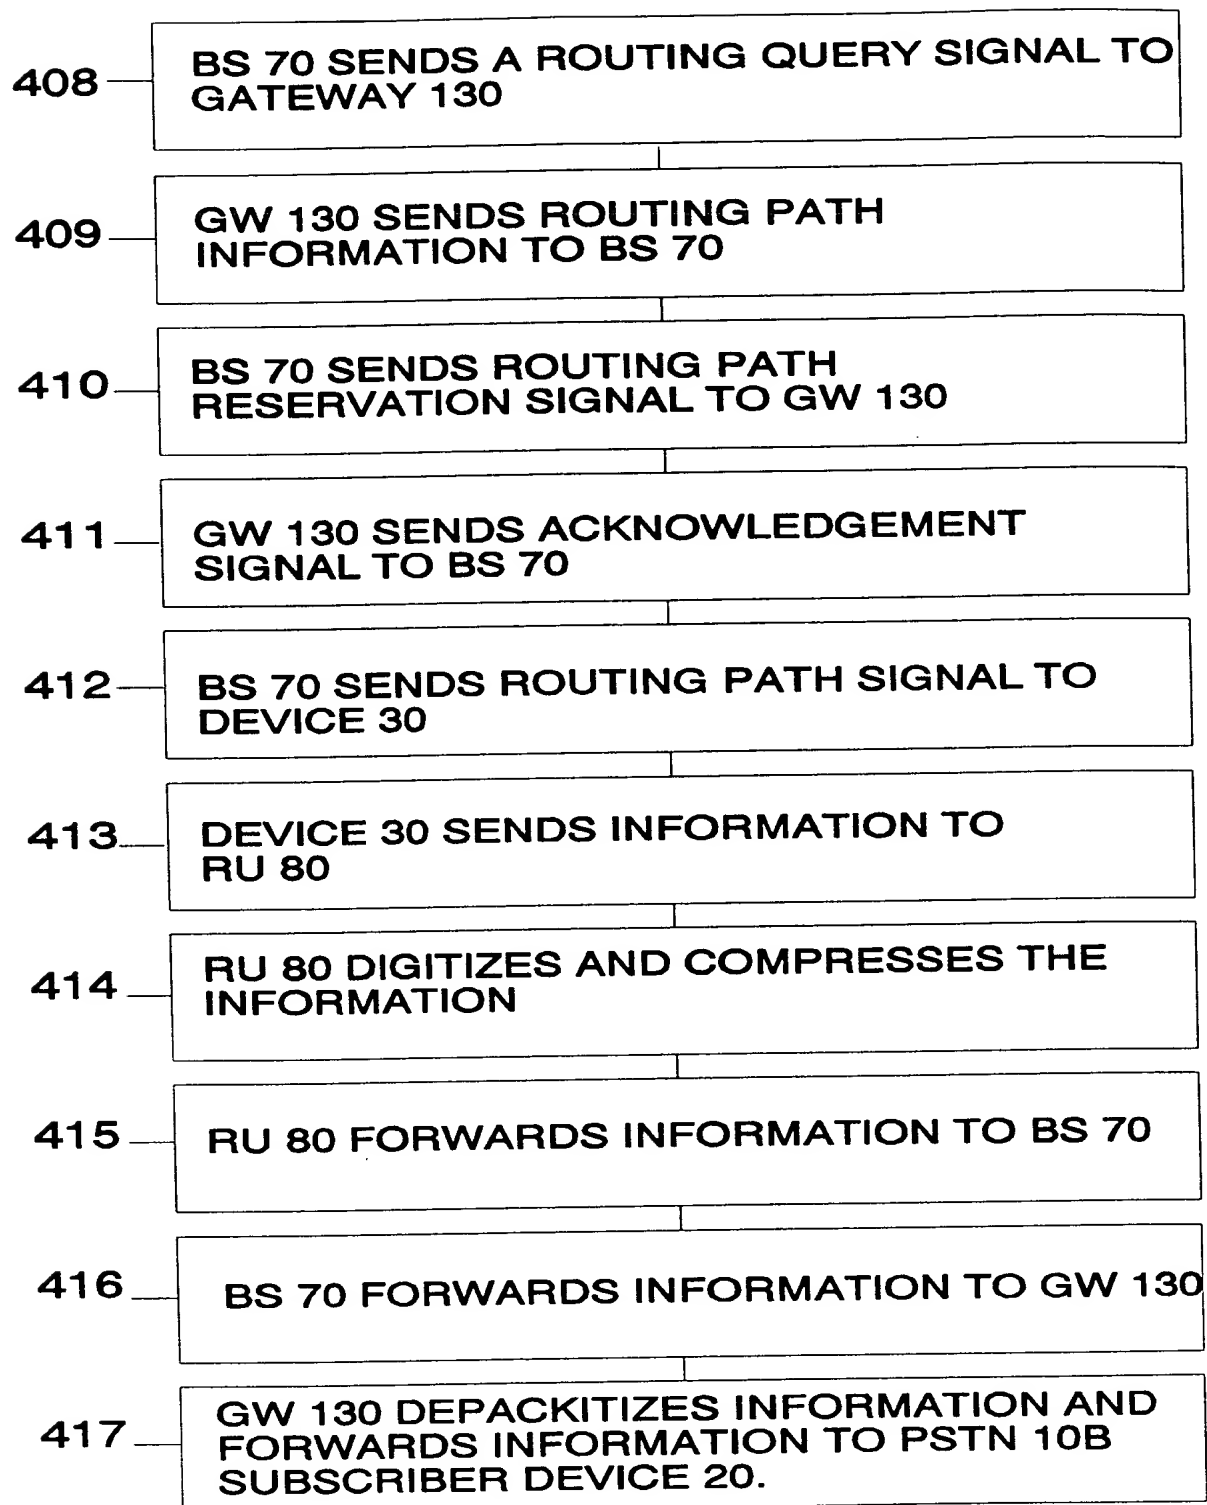 408
BS 70 SENDS A ROUTING QUERY SIGNAL TO
GATEWAY 130
409
GW 130 SENDS ROUTING PATH
INFORMATION TO BS 70
410
BS 70 SENDS ROUTING PATH
RESERVATION SIGNAL TO GW 130
411
GW 130 SENDS ACKNOWLEDGEMENT
SIGNAL TO BS 70
412
BS 70 SENDS ROUTING PATH SIGNAL TO
DEVICE 30
413
DEVICE 30 SENDS INFORMATION TO
RU 80
414
RU 80 DIGITIZES AND COMPRESSES THE
INFORMATION
415
RU 80 FORWARDS INFORMATION TO BS 70
416
BS 70 FORWARDS INFORMATION TO GW 130
417
GW 130 DEPACKITIZES INFORMATION AND
FORWARDS INFORMATION TO PSTN 10B
SUBSCRIBER DEVICE 20.